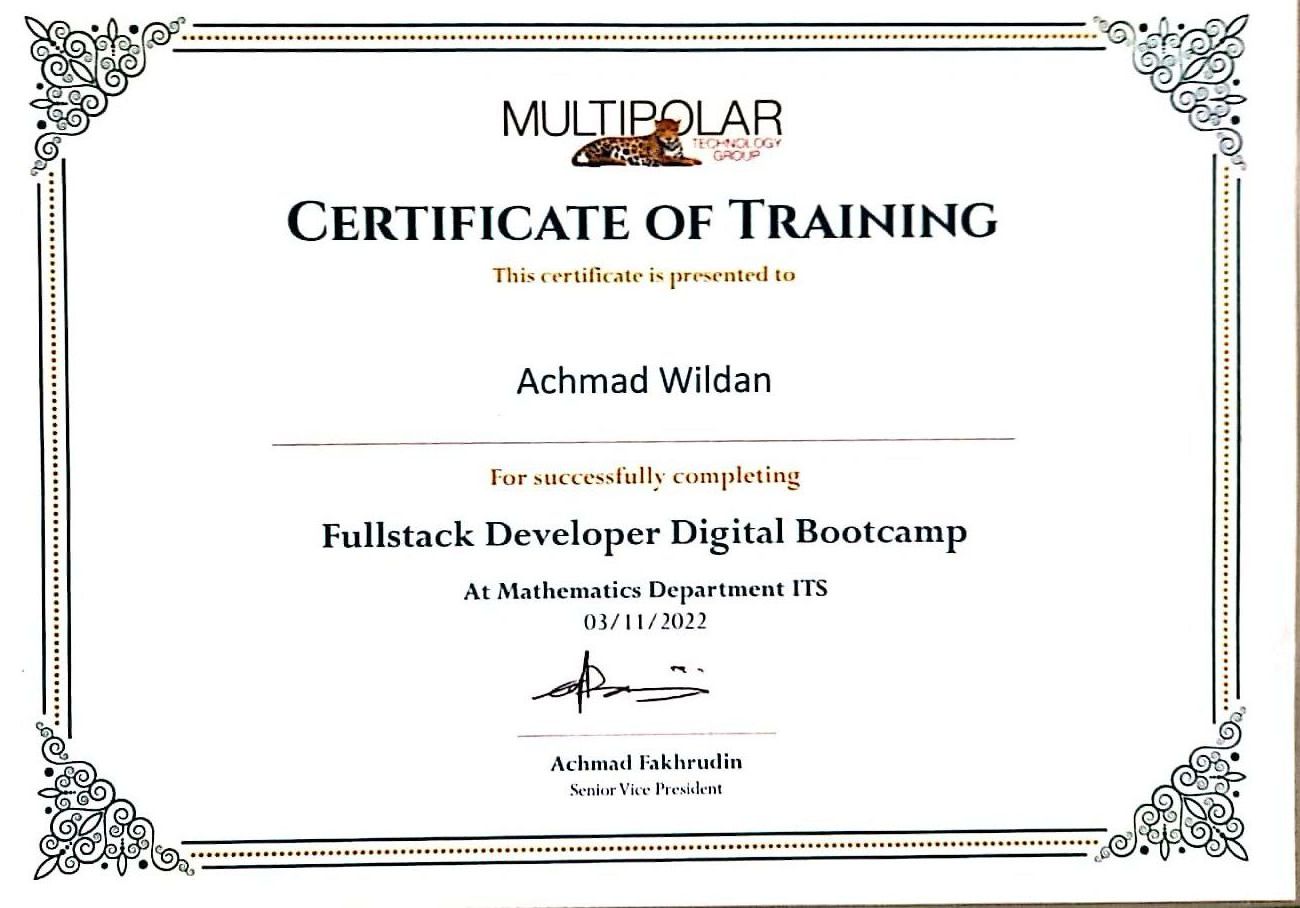 MULTIPOLAR
TECHNOLOGY
GROUP
CERTIFICATE OF TRAINING
This certificate is presented to
Achmad Wildan
For successfully completing
Fullstack Developer Digital Bootcamp
At Mathematics Department ITS
03/11/2022
Achmad Fakhrudin
Senior Vice President